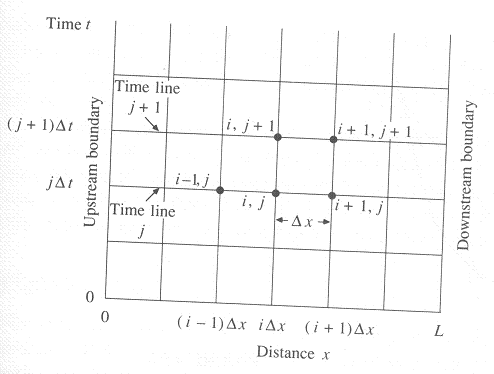 Time t
Time line
j + 1
(j + 1)Δt
i, j + 1
i + 1, j + 1
Upstream boundary
Downstream boundary
jΔt
i–1, j
i, j
i + 1, j
Time line
j
Δx
0
0
(i – 1)Δx iΔx (i + 1)Δx
L
Distance x